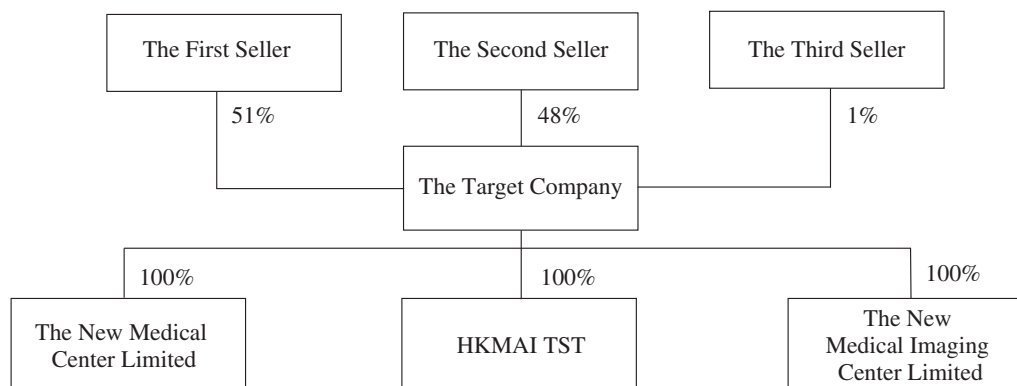 The First Seller
The Second Seller
The Third Seller
51%
48%
1%
The Target Company
100%
100%
100%
The New Medical
Center Limited
HKMAI TST
The New
Medical Imaging
Center Limited